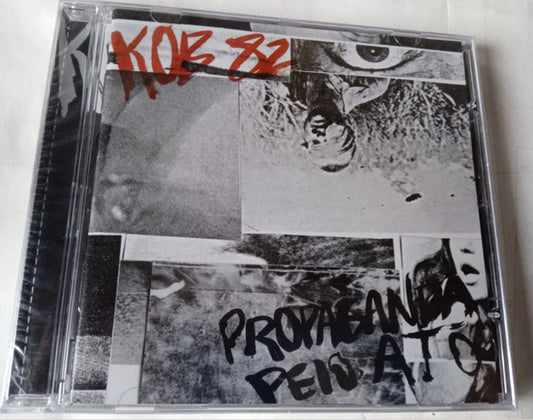 KOB 82
PROPAGANDA
PELO ATO